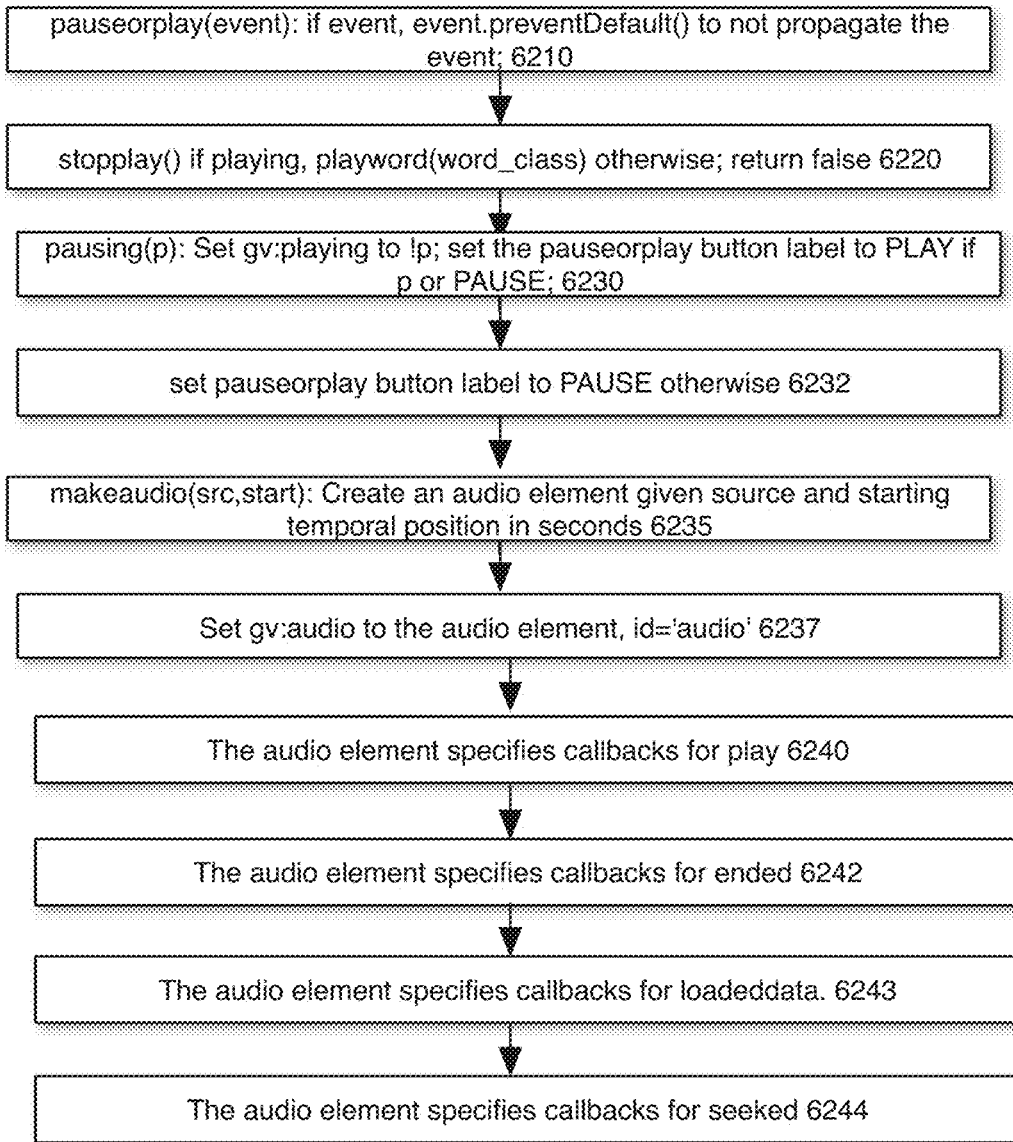 pauseorplay(event): if event, event.preventDefault() to not propagate the
event; 6210
stopplay() if playing, playword(word_class) otherwise; return false 6220
pausing(p): Set gv:playing to !p; set the pauseorplay button label to PLAY if
p or PAUSE; 6230
set pauseorplay button label to PAUSE otherwise 6232
makeaudio(src,start): Create an audio element given source and starting
temporal position in seconds 6235
Set gv:audio to the audio element, id='audio' 6237
The audio element specifies callbacks for play 6240
The audio element specifies callbacks for ended 6242
The audio element specifies callbacks for loadeddata. 6243
The audio element specifies callbacks for seeked 6244